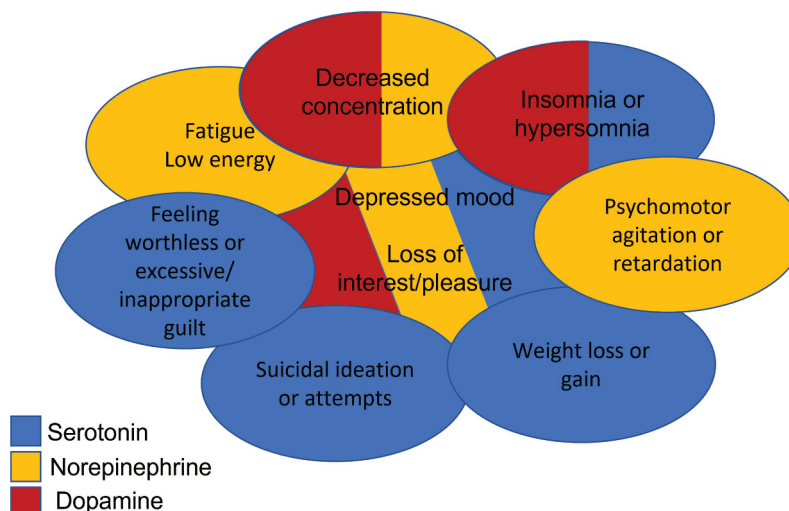 Decreased
concentration
Insomnia or
hypersomnia
Fatigue
Low energy
Depressed mood
Psychomotor
agitation or
retardation
Feeling
worthless or
excessive/
inappropriate
guilt
Loss of
interest/pleasure
Suicidal ideation
or attempts
Weight loss or
gain
Serotonin
Norepinephrine
Dopamine